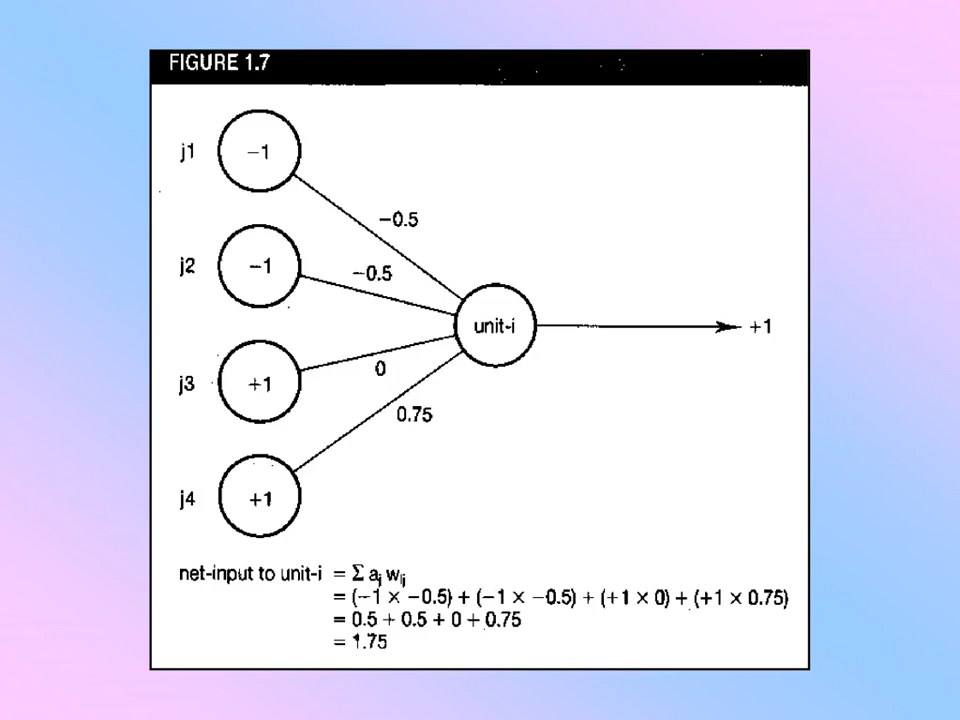 FIGURE 1.7
j1
−1
−0.5
j2
−1
−0.5
unit-i
+1
j3
+1
0
0.75
j4
+1
net-input to unit-i = Σ aj wij
= (−1 x −0.5) + (−1 x −0.5) + (+1 x 0) + (+1 x 0.75)
= 0.5 + 0.5 + 0 + 0.75
= 1.75